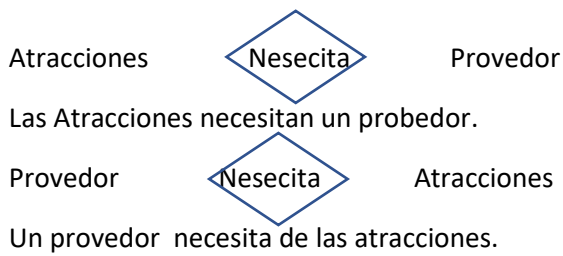 Atracciones Nesecita Provedor
Las Atracciones necesitan un probedor.
Provedor Nesecita Atracciones
Un provedor necesita de las atracciones.